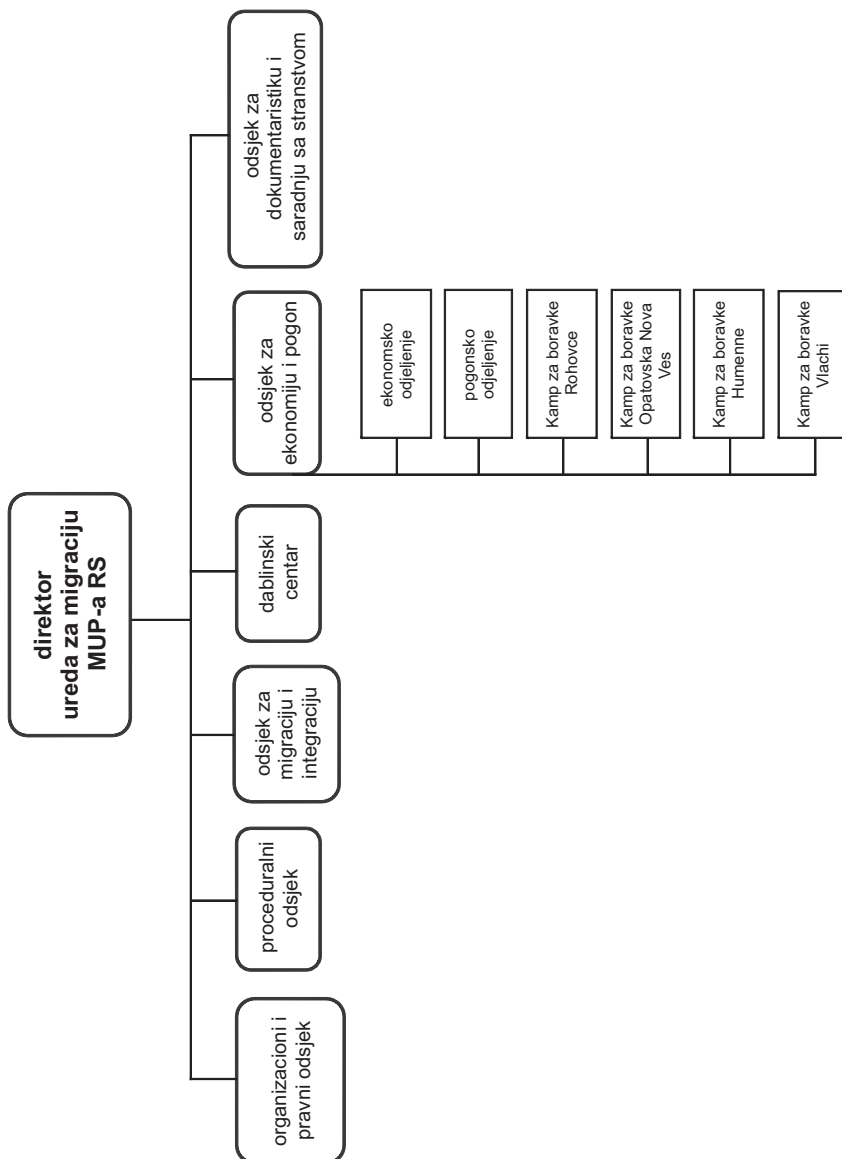 direktor
ureda za migraciju
MUP-a RS
organizacioni i
pravni odsjek
proceduralni
odsjek
odsjek za
migraciju i
integraciju
dablinski
centar
odsjek za
ekonomiju i pogon
odsjek za
dokumentaristiku i
saradnju sa stranstvom
ekonomsko
odjeljenje
pogonsko
odjeljenje
Kamp za boravke
Rohovce
Kamp za boravke
Opatovska Nova
Ves
Kamp za boravke
Humenne
Kamp za boravke
Vlachi